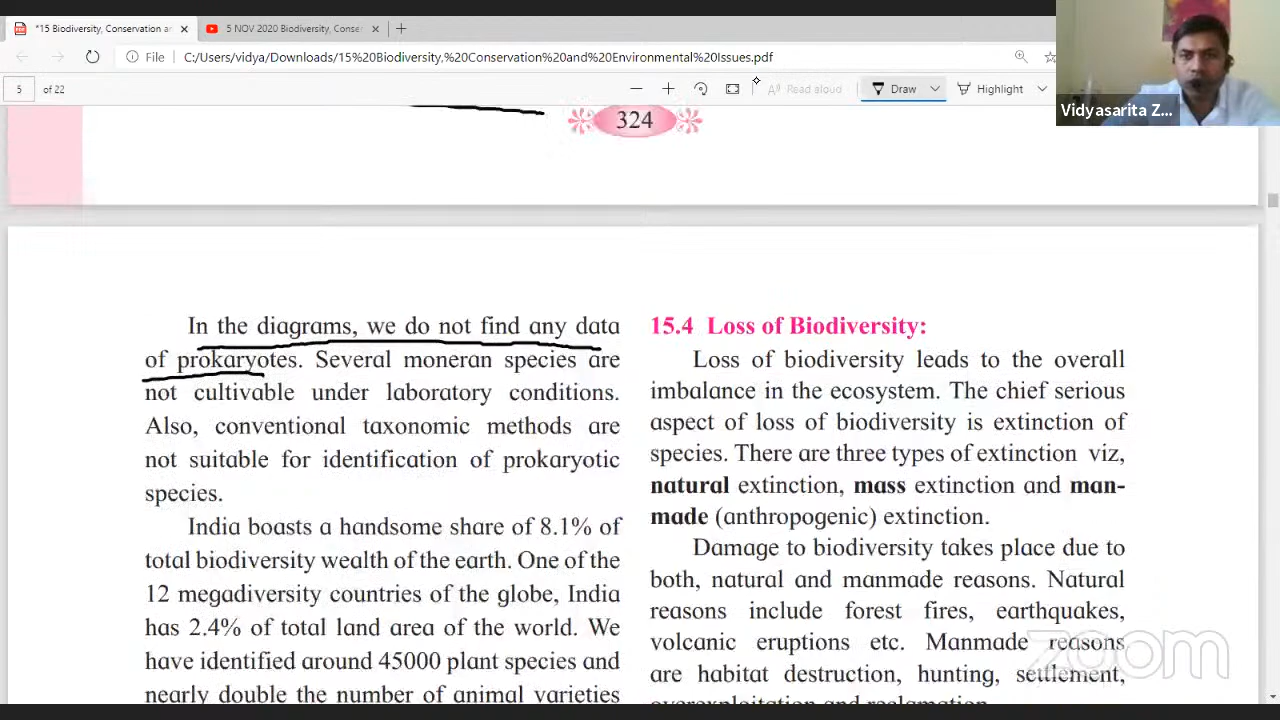 *15 Biodiversity, Conservation an
5 NOV 2020 Biodiversity, Conse
File C:/Users/vidya/Downloads/15%20Biodiversity,%20Conservation%20and%20Environmental%20Issues.pdf
5 of 22
Read aloud
Draw
Highlight
Vidyasarita Z...
324
In the diagrams, we do not find any data
of prokaryotes. Several moneran species are
not cultivable under laboratory conditions.
Also, conventional taxonomic methods are
not suitable for identification of prokaryotic
species.
India boasts a handsome share of 8.1% of
total biodiversity wealth of the earth. One of the
12 megadiversity countries of the globe, India
has 2.4% of total land area of the world. We
have identified around 45000 plant species and
nearly double the number of animal varieties
15.4 Loss of Biodiversity:
Loss of biodiversity leads to the overall
imbalance in the ecosystem. The chief serious
aspect of loss of biodiversity is extinction of
species. There are three types of extinction viz,
natural extinction, mass extinction and man-
made (anthropogenic) extinction.
Damage to biodiversity takes place due to
both, natural and manmade reasons. Natural
reasons include forest fires, earthquakes,
volcanic eruptions etc. Manmade reasons
are habitat destruction, hunting, settlement,
overexploitation and reclamation.
zoom